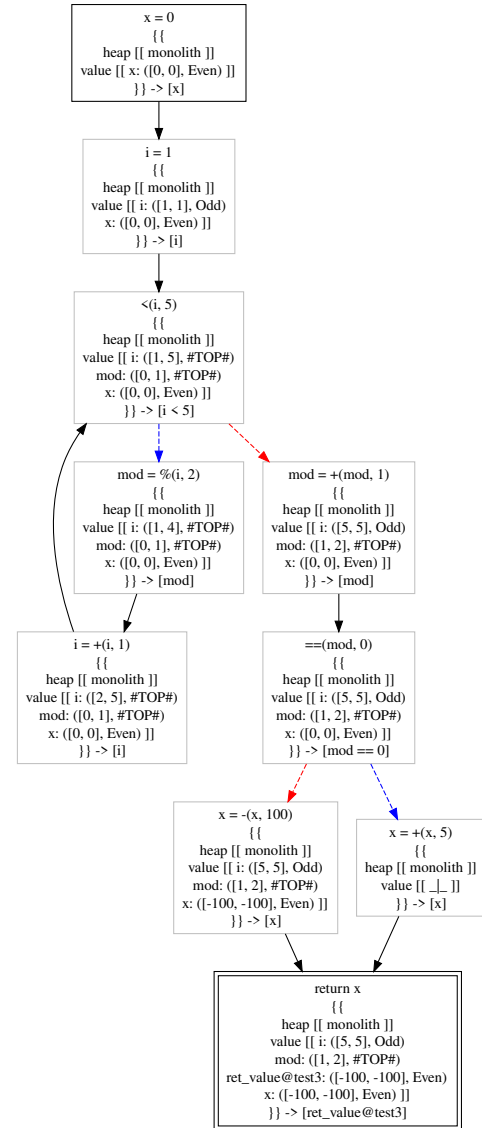 x = 0
{{
heap [[ monolith ]]
value [[ x: ([0, 0], Even) ]]
}} -> [x]
i = 1
{{
heap [[ monolith ]]
value [[ i: ([1, 1], Odd)
x: ([0, 0], Even) ]]
}} -> [i]
<(i, 5)
{{
heap [[ monolith ]]
value [[ i: ([1, 5], #TOP#)
mod: ([0, 1], #TOP#)
x: ([0, 0], Even) ]]
}} -> [i < 5]
mod = %(i, 2)
{{
heap [[ monolith ]]
value [[ i: ([1, 4], #TOP#)
mod: ([0, 1], #TOP#)
x: ([0, 0], Even) ]]
}} -> [mod]
mod = +(mod, 1)
{{
heap [[ monolith ]]
value [[ i: ([5, 5], Odd)
mod: ([1, 2], #TOP#)
x: ([0, 0], Even) ]]
}} -> [mod]
i = +(i, 1)
{{
heap [[ monolith ]]
value [[ i: ([2, 5], #TOP#)
mod: ([0, 1], #TOP#)
x: ([0, 0], Even) ]]
}} -> [i]
==(mod, 0)
{{
heap [[ monolith ]]
value [[ i: ([5, 5], Odd)
mod: ([1, 2], #TOP#)
x: ([0, 0], Even) ]]
}} -> [mod == 0]
x = -(x, 100)
{{
heap [[ monolith ]]
value [[ i: ([5, 5], Odd)
mod: ([1, 2], #TOP#)
x: ([-100, -100], Even) ]]
}} -> [x]
x = +(x, 5)
{{
heap [[ monolith ]]
value [[ _|_ ]]
}} -> [x]
return x
{{
heap [[ monolith ]]
value [[ i: ([5, 5], Odd)
mod: ([1, 2], #TOP#)
ret_value@test3: ([-100, -100], Even)
x: ([-100, -100], Even) ]]
}} -> [ret_value@test3]